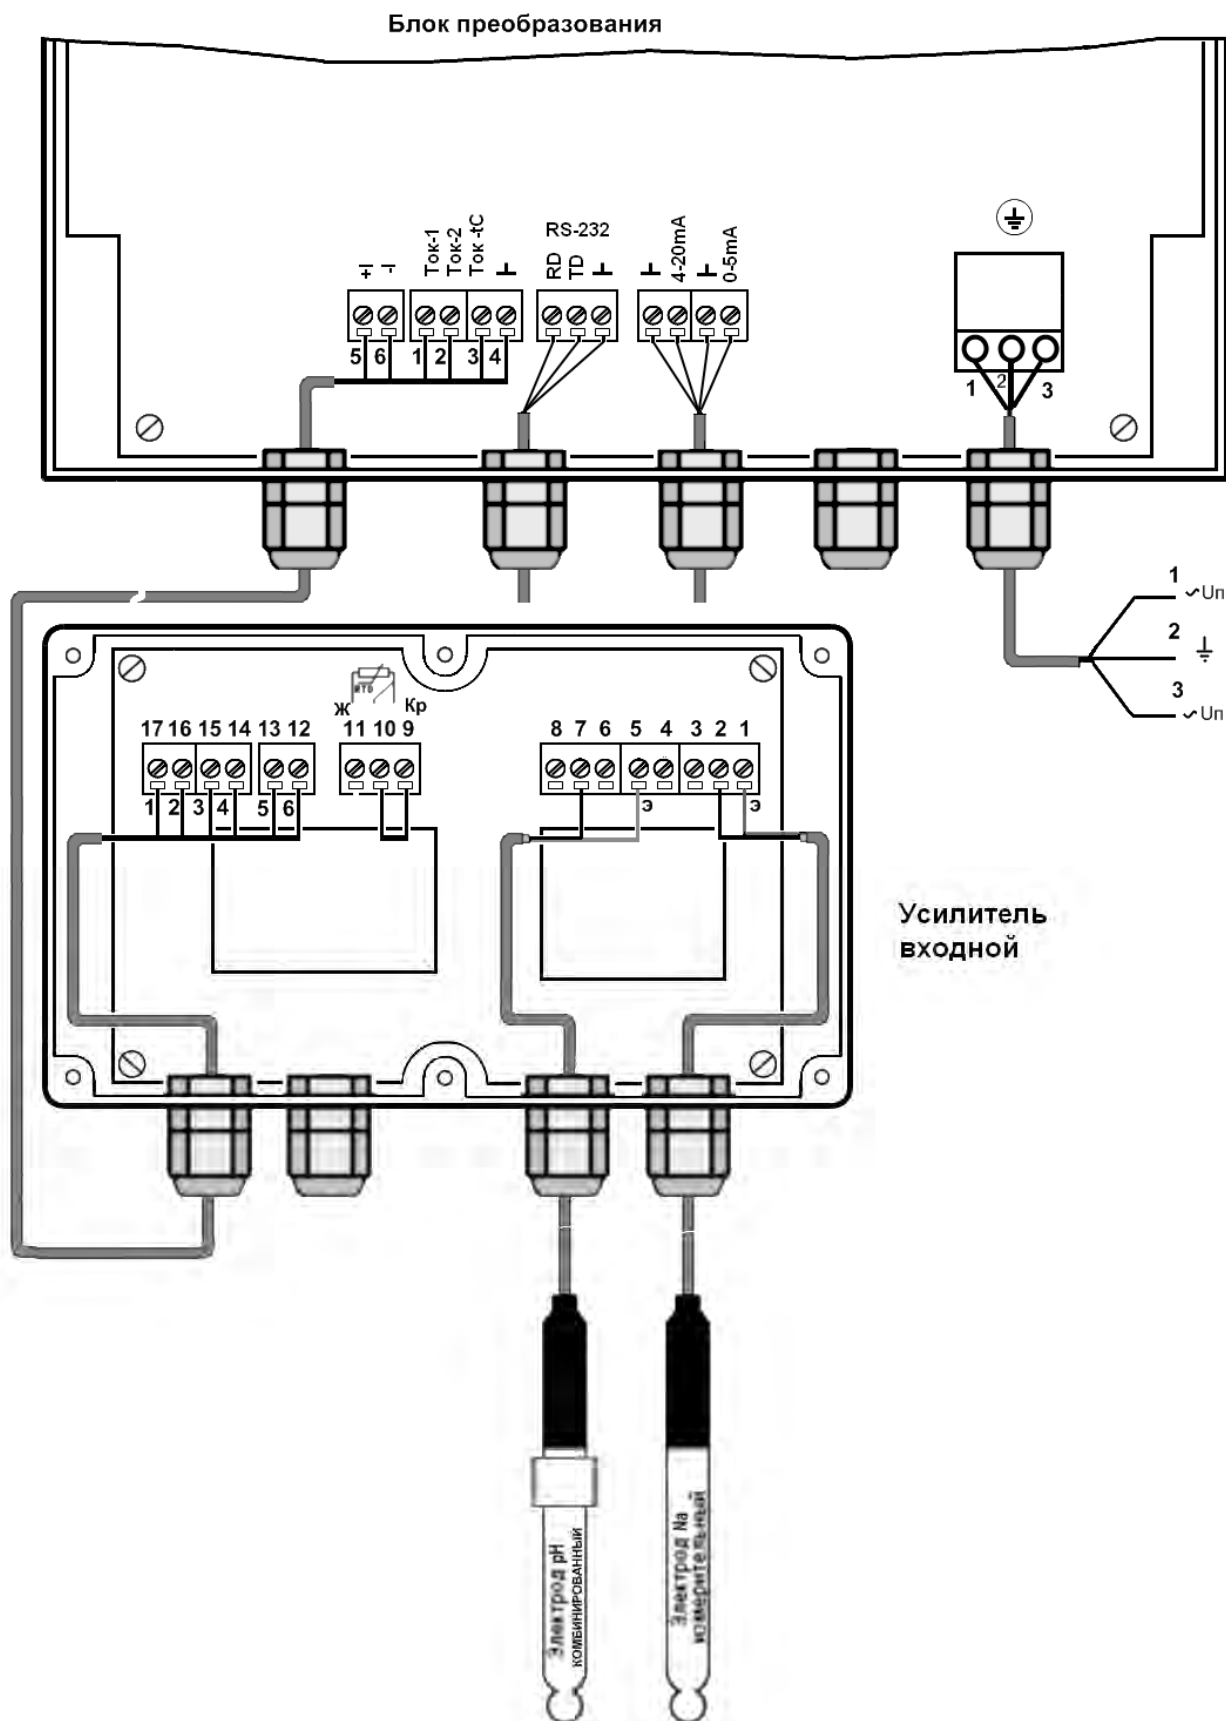 Блок преобразования
+I -I Ток-1 Ток-2 Ток-tC
RS-232
RD TD
4-20mA 0-5mA
5 6 1 2 3 4
1 2 3
1 ~Uп
2
3 ~Uп
Ж Кр
17 16 15 14 13 12 11 10 9 8 7 6 5 4 3 2 1
1 2 3 4 5 6
Э Э
Усилитель
входной
Электрод pH
КОМБИНИРОВАННЫЙ
Электрод Na
измерительный